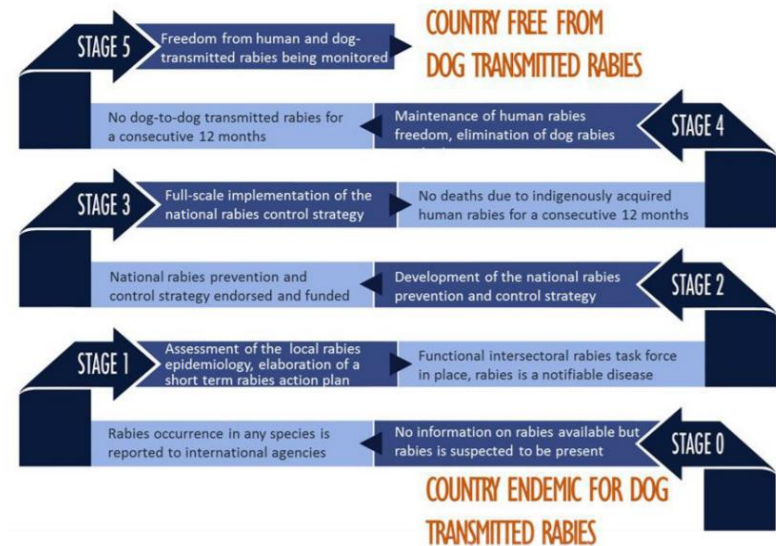 STAGE 5
Freedom from human and dog-
transmitted rabies being monitored
COUNTRY FREE FROM
DOG TRANSMITTED RABIES
No dog-to-dog transmitted rabies for
a consecutive 12 months
Maintenance of human rabies
freedom, elimination of dog rabies
STAGE 4
STAGE 3
Full-scale implementation of the
national rabies control strategy
No deaths due to indigenously acquired
human rabies for a consecutive 12 months
National rabies prevention and
control strategy endorsed and funded
Development of the national rabies
prevention and control strategy
STAGE 2
STAGE 1
Assessment of the local rabies
epidemiology, elaboration of a
short term rabies action plan
Functional intersectoral rabies task force
in place, rabies is a notifiable disease
Rabies occurrence in any species is
reported to international agencies
No information on rabies available but
rabies is suspected to be present
STAGE 0
COUNTRY ENDEMIC FOR DOG
TRANSMITTED RABIES